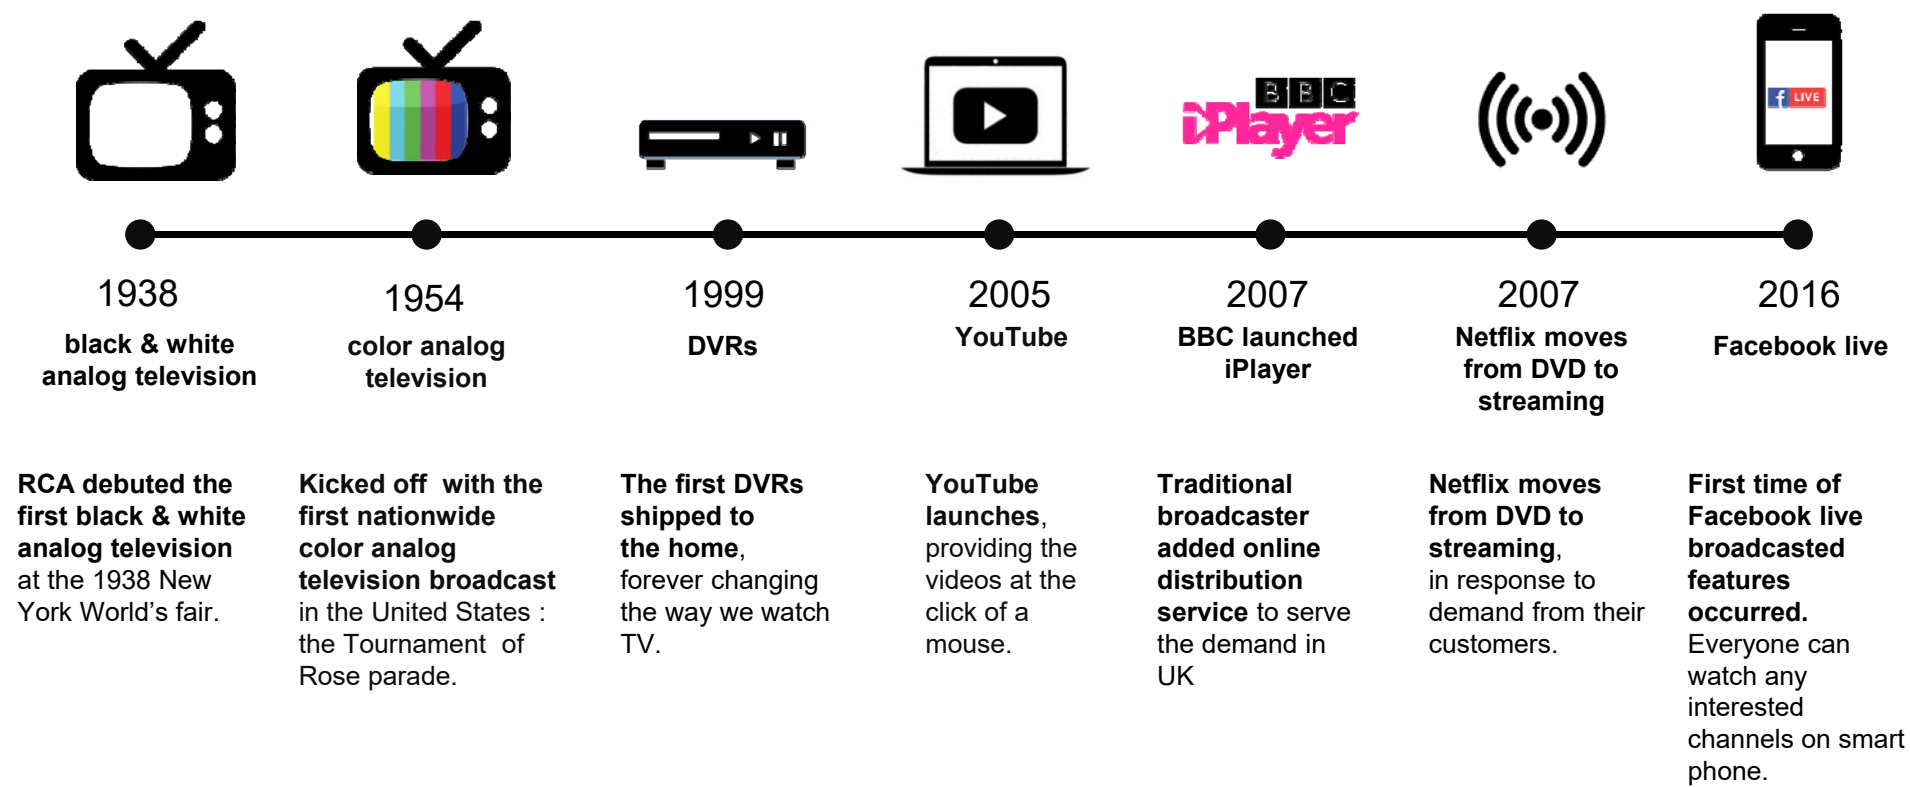 BBC
iPlayer
f LIVE
1938
black & white
analog television
RCA debuted the
first black & white
analog television
at the 1938 New
York World’s fair.
1954
color analog
television
Kicked off with the
first nationwide
color analog
television broadcast
in the United States :
the Tournament of
Rose parade.
1999
DVRs
The first DVRs
shipped to
the home,
forever changing
the way we watch
TV.
2005
YouTube
YouTube
launches,
providing the
videos at the
click of a
mouse.
2007
BBC launched
iPlayer
Traditional
broadcaster
added online
distribution
service to serve
the demand in
UK
2007
Netflix moves
from DVD to
streaming
Netflix moves
from DVD to
streaming,
in response to
demand from their
customers.
2016
Facebook live
First time of
Facebook live
broadcasted
features
occurred.
Everyone can
watch any
interested
channels on smart
phone.